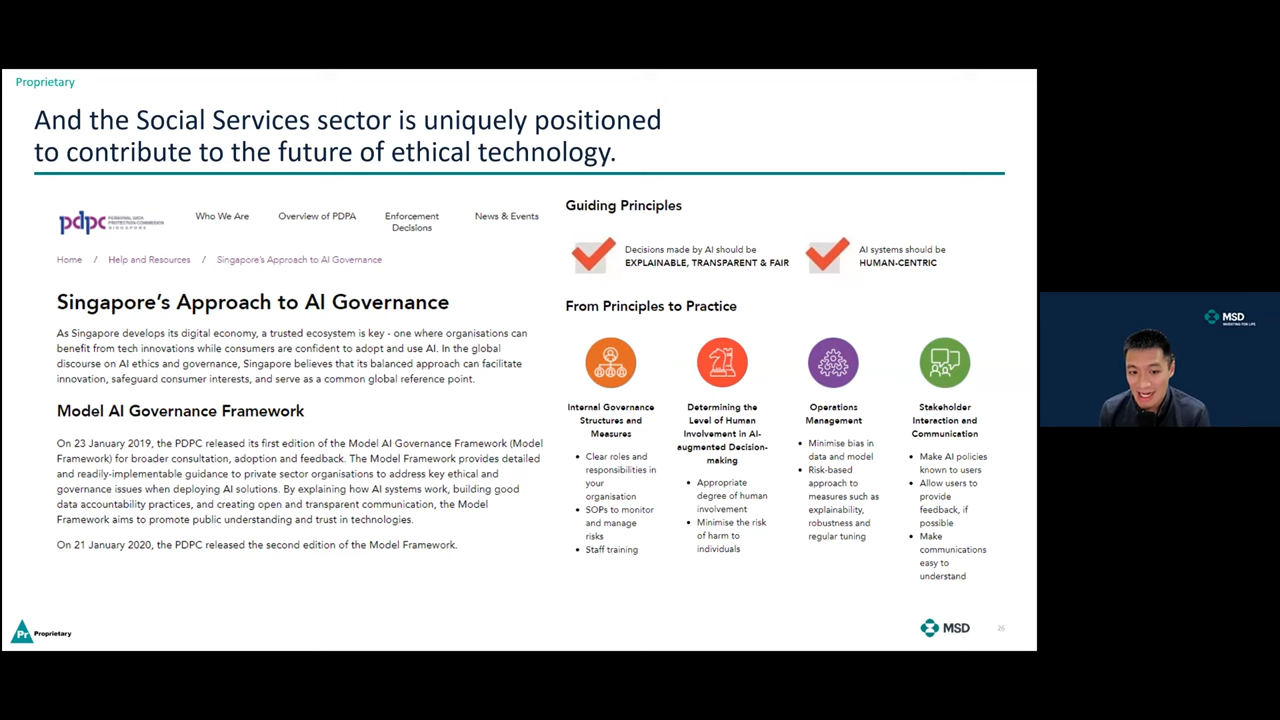 Proprietary
And the Social Services sector is uniquely positioned
to contribute to the future of ethical technology.
pdpc PERSONAL DATA
PROTECTION COMMISSION
SINGAPORE
Who We Are
Overview of PDPA
Enforcement
Decisions
News & Events
Home / Help and Resources / Singapore's Approach to AI Governance
Singapore's Approach to AI Governance
As Singapore develops its digital economy, a trusted ecosystem is key - one where organisations can
benefit from tech innovations while consumers are confident to adopt and use AI. In the global
discourse on AI ethics and governance, Singapore believes that its balanced approach can facilitate
innovation, safeguard consumer interests, and serve as a common global reference point.
Model AI Governance Framework
On 23 January 2019, the PDPC released its first edition of the Model AI Governance Framework (Model
Framework) for broader consultation, adoption and feedback. The Model Framework provides detailed
and readily-implementable guidance to private sector organisations to address key ethical and
governance issues when deploying AI solutions. By explaining how AI systems work, building good
data accountability practices, and creating open and transparent communication, the Model
Framework aims to promote public understanding and trust in technologies.
On 21 January 2020, the PDPC released the second edition of the Model Framework.
Guiding Principles
Decisions made by AI should be
EXPLAINABLE, TRANSPARENT & FAIR
AI systems should be
HUMAN-CENTRIC
From Principles to Practice
Internal Governance
Structures and
Measures
• Clear roles and
responsibilities in
your
organisation
• SOPs to monitor
and manage
risks
• Staff training
Determining the
Level of Human
Involvement in AI-
augmented Decision-
making
• Appropriate
degree of human
involvement
• Minimise the risk
of harm to
individuals
Operations
Management
• Minimise bias in
data and model
• Risk-based
approach to
measures such as
explainability,
robustness and
regular tuning
Stakeholder
Interaction and
Communication
• Make AI policies
known to users
• Allow users to
provide
feedback, if
possible
• Make
communications
easy to
understand
Pr Proprietary
MSD
26
MSD
INVENTING FOR LIFE